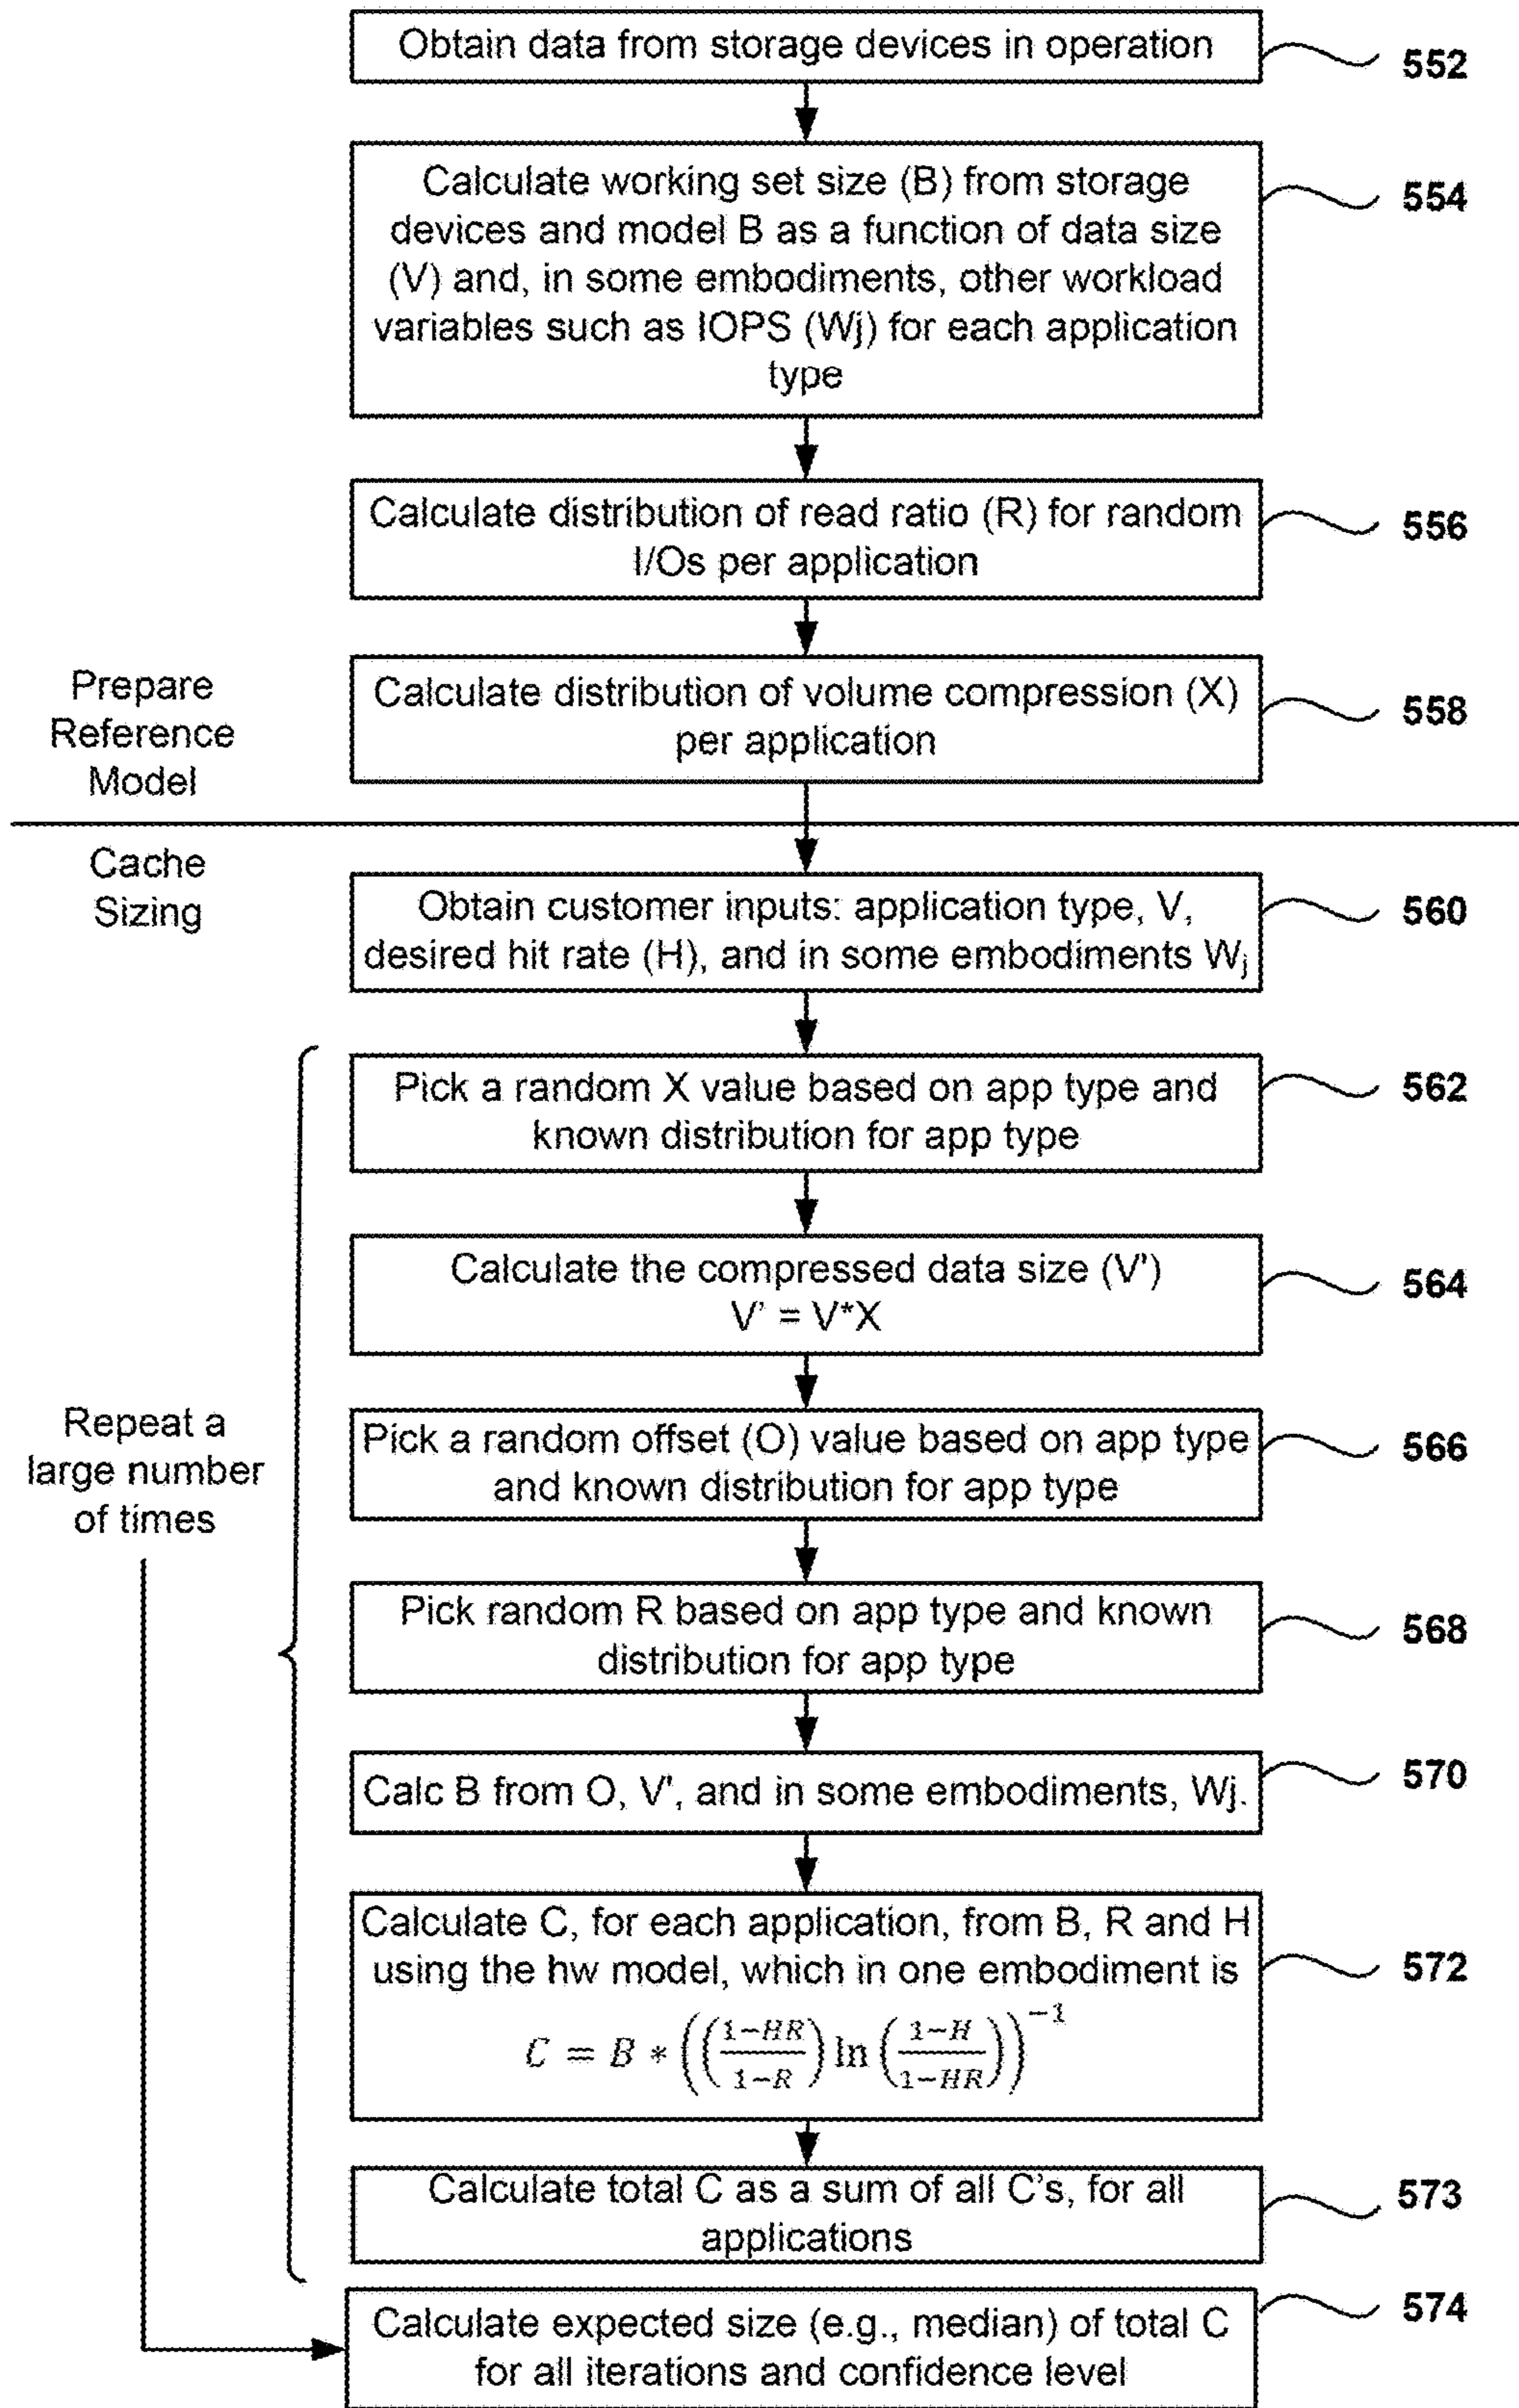 Obtain data from storage devices in operation
552
Calculate working set size (B) from storage
devices and model B as a function of data size
(V) and, in some embodiments, other workload
variables such as IOPS (Wj) for each application
type
554
Calculate distribution of read ratio (R) for random
I/Os per application
556
Calculate distribution of volume compression (X)
per application
558
Prepare
Reference
Model
Cache
Sizing
Obtain customer inputs: application type, V,
desired hit rate (H), and in some embodiments Wj
560
Pick a random X value based on app type and
known distribution for app type
562
Calculate the compressed data size (V')
V' = V*X
564
Pick a random offset (O) value based on app type
and known distribution for app type
566
Repeat a
large number
of times
Pick random R based on app type and known
distribution for app type
568
Calc B from O, V', and in some embodiments, Wj.
570
Calculate C, for each application, from B, R and H
using the hw model, which in one embodiment is
C = B * (((1−HR)/(1−R)) ln((1−H)/(1−HR)))^−1
572
Calculate total C as a sum of all C's, for all
applications
573
Calculate expected size (e.g., median) of total C
for all iterations and confidence level
574